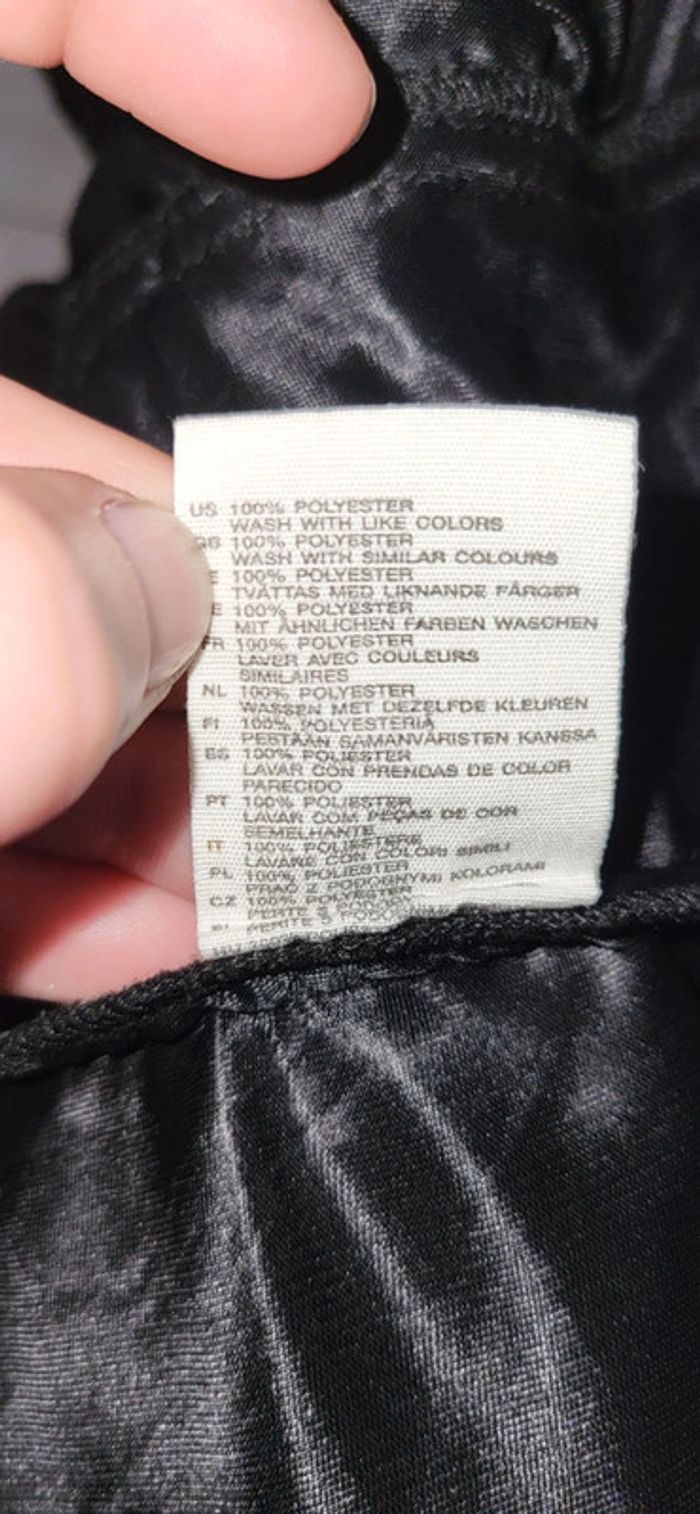 US 100% POLYESTER
WASH WITH LIKE COLORS
GB 100% POLYESTER
WASH WITH SIMILAR COLOURS
E 100% POLYESTER
TVÄTTAS MED LIKNANDE FÄRGER
E 100% POLYESTER
MIT ÄHNLICHEN FARBEN WASCHEN
FR 100% POLYESTER
LAVER AVEC COULEURS
SIMILAIRES
NL 100% POLYESTER
WASSEN MET DEZELFDE KLEUREN
FI 100% POLYESTERIA
PESTÄÄN SAMANVÄRISTEN KANSSA
ES 100% POLIESTER
LAVAR CON PRENDAS DE COLOR
PARECIDO
PT 100% POLIESTER
LAVAR COM PEÇAS DE COR
SEMELHANTE
IT 100% POLIESTERE
LAVARE CON COLORI SIMILI
PL 100% POLIESTER
PRAĆ Z PODOBNYMI KOLORAMI
CZ 100% POLYESTER
PERTE S